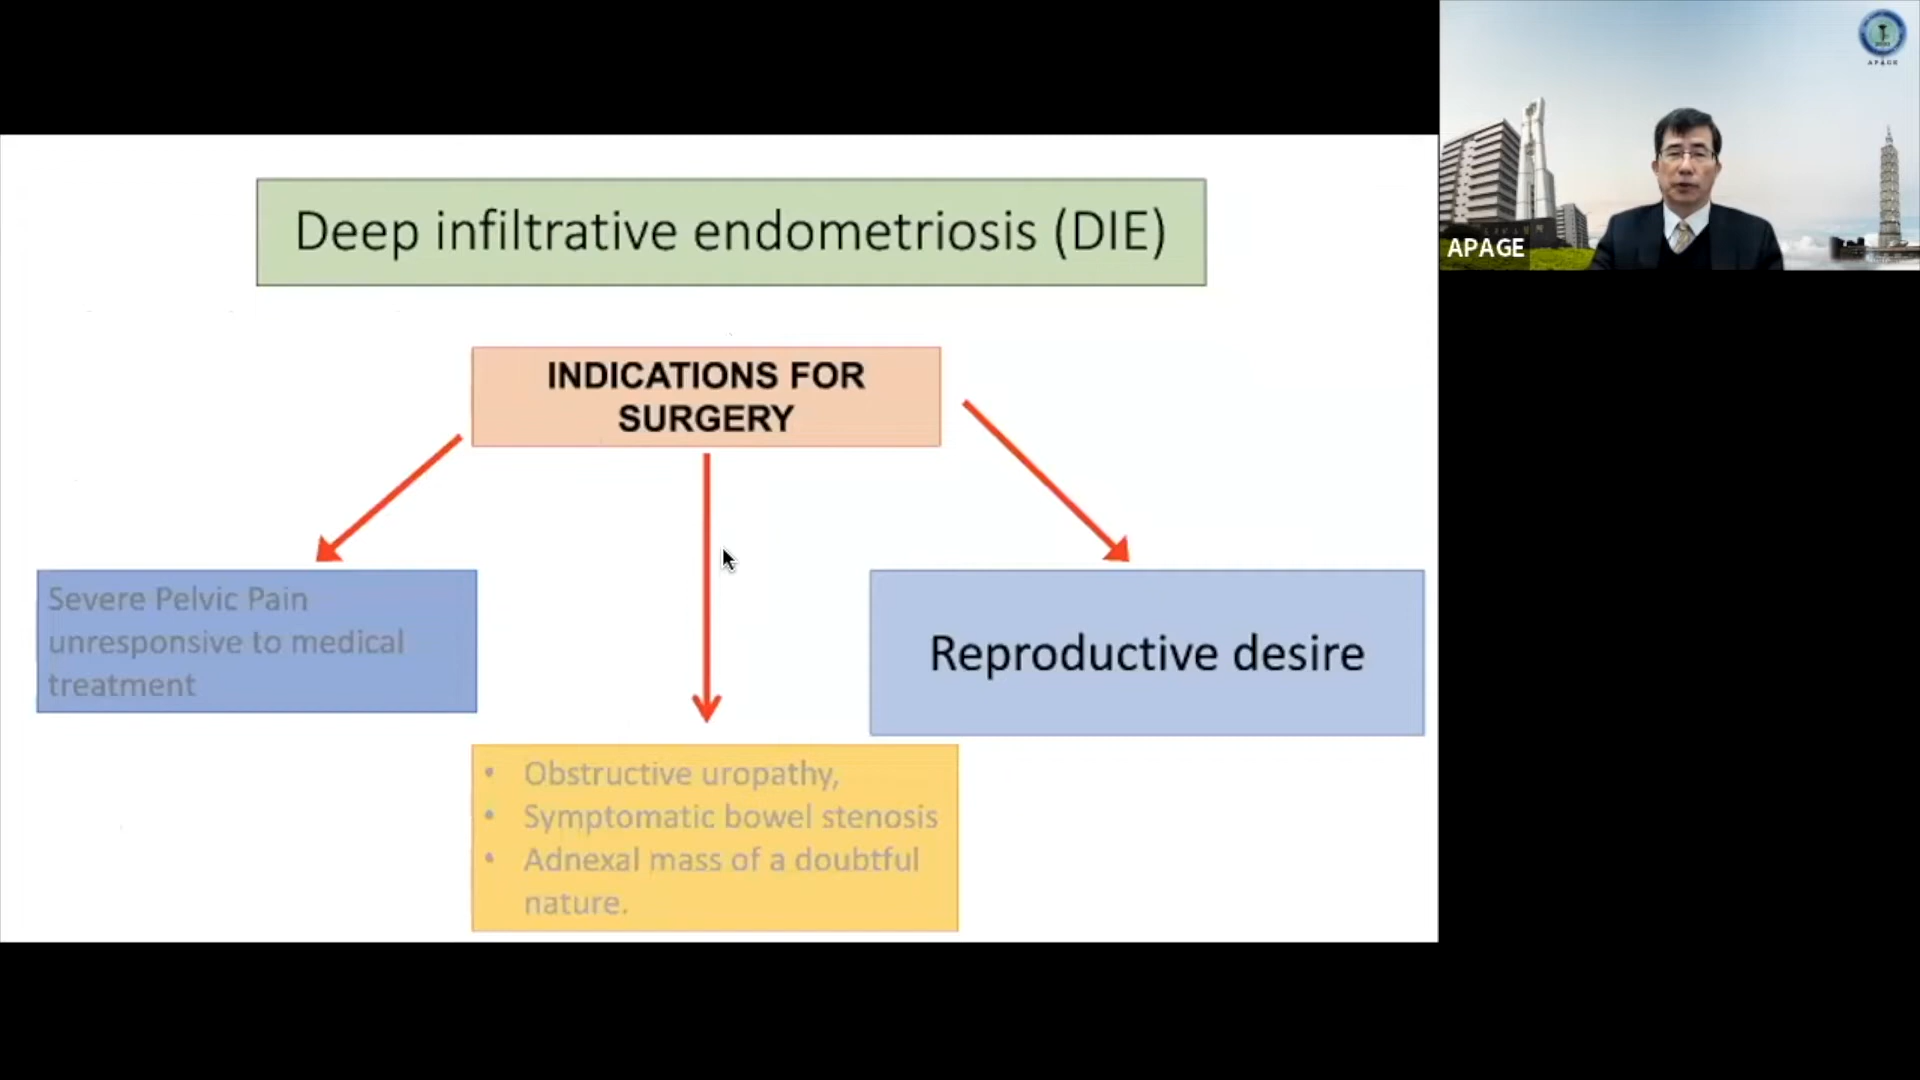 Deep infiltrative endometriosis (DIE)
INDICATIONS FOR
SURGERY
Severe Pelvic Pain
unresponsive to medical
treatment
Reproductive desire
• Obstructive uropathy,
• Symptomatic bowel stenosis
• Adnexal mass of a doubtful
nature.
APAGE
APAGE